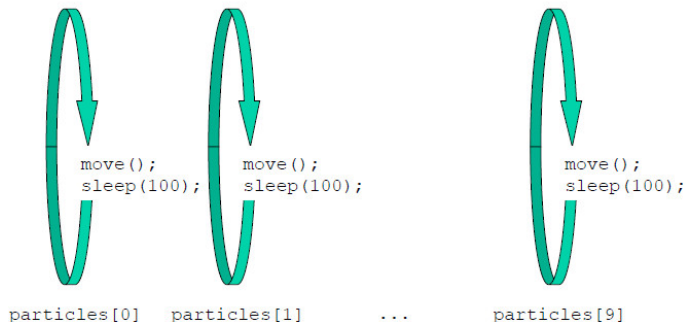 move(); move(); move();
sleep(100); sleep(100); sleep(100);
particles[0] particles[1] ... particles[9]